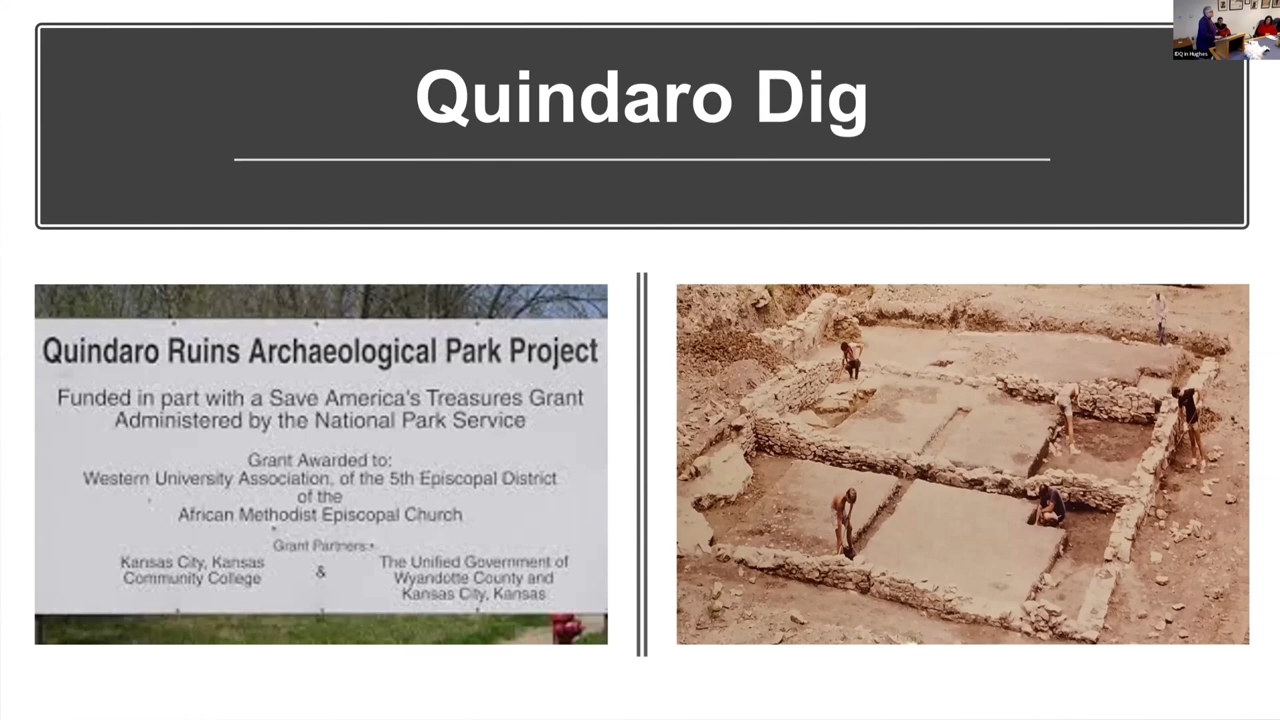 Quindaro Dig
Quindaro Ruins Archaeological Park Project
Funded in part with a Save America's Treasures Grant
Administered by the National Park Service
Grant Awarded to:
Western University Association, of the 5th Episcopal District
of the
African Methodist Episcopal Church
Grant Partners:
Kansas City, Kansas
Community College
&
The Unified Government of
Wyandotte County and
Kansas City, Kansas
in Hughes